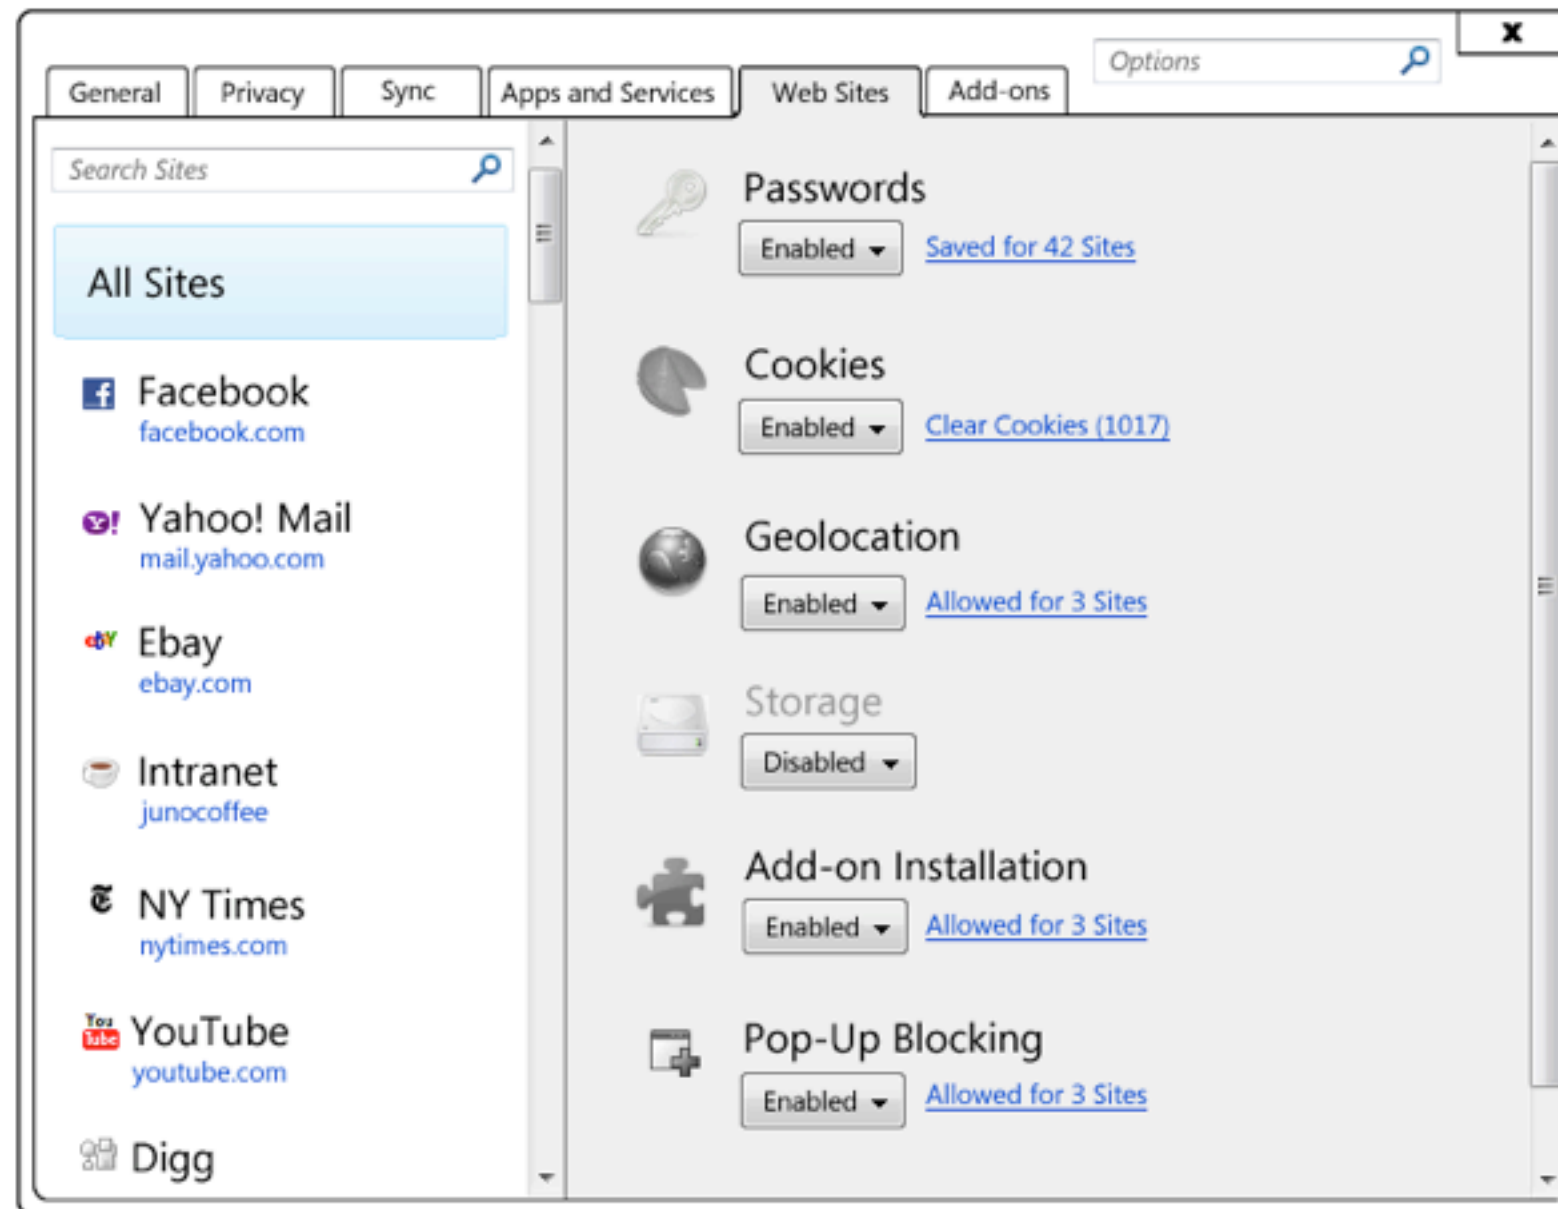 Options
General
Privacy
Sync
Apps and Services
Web Sites
Add-ons
Search Sites
All Sites
Facebook
facebook.com
Yahoo! Mail
mail.yahoo.com
Ebay
ebay.com
Intranet
junocoffee
NY Times
nytimes.com
You
Tube
YouTube
youtube.com
Digg
Passwords
Enabled
Saved for 42 Sites
Cookies
Enabled
Clear Cookies (1017)
Geolocation
Enabled
Allowed for 3 Sites
Storage
Disabled
Add-on Installation
Enabled
Allowed for 3 Sites
Pop-Up Blocking
Enabled
Allowed for 3 Sites